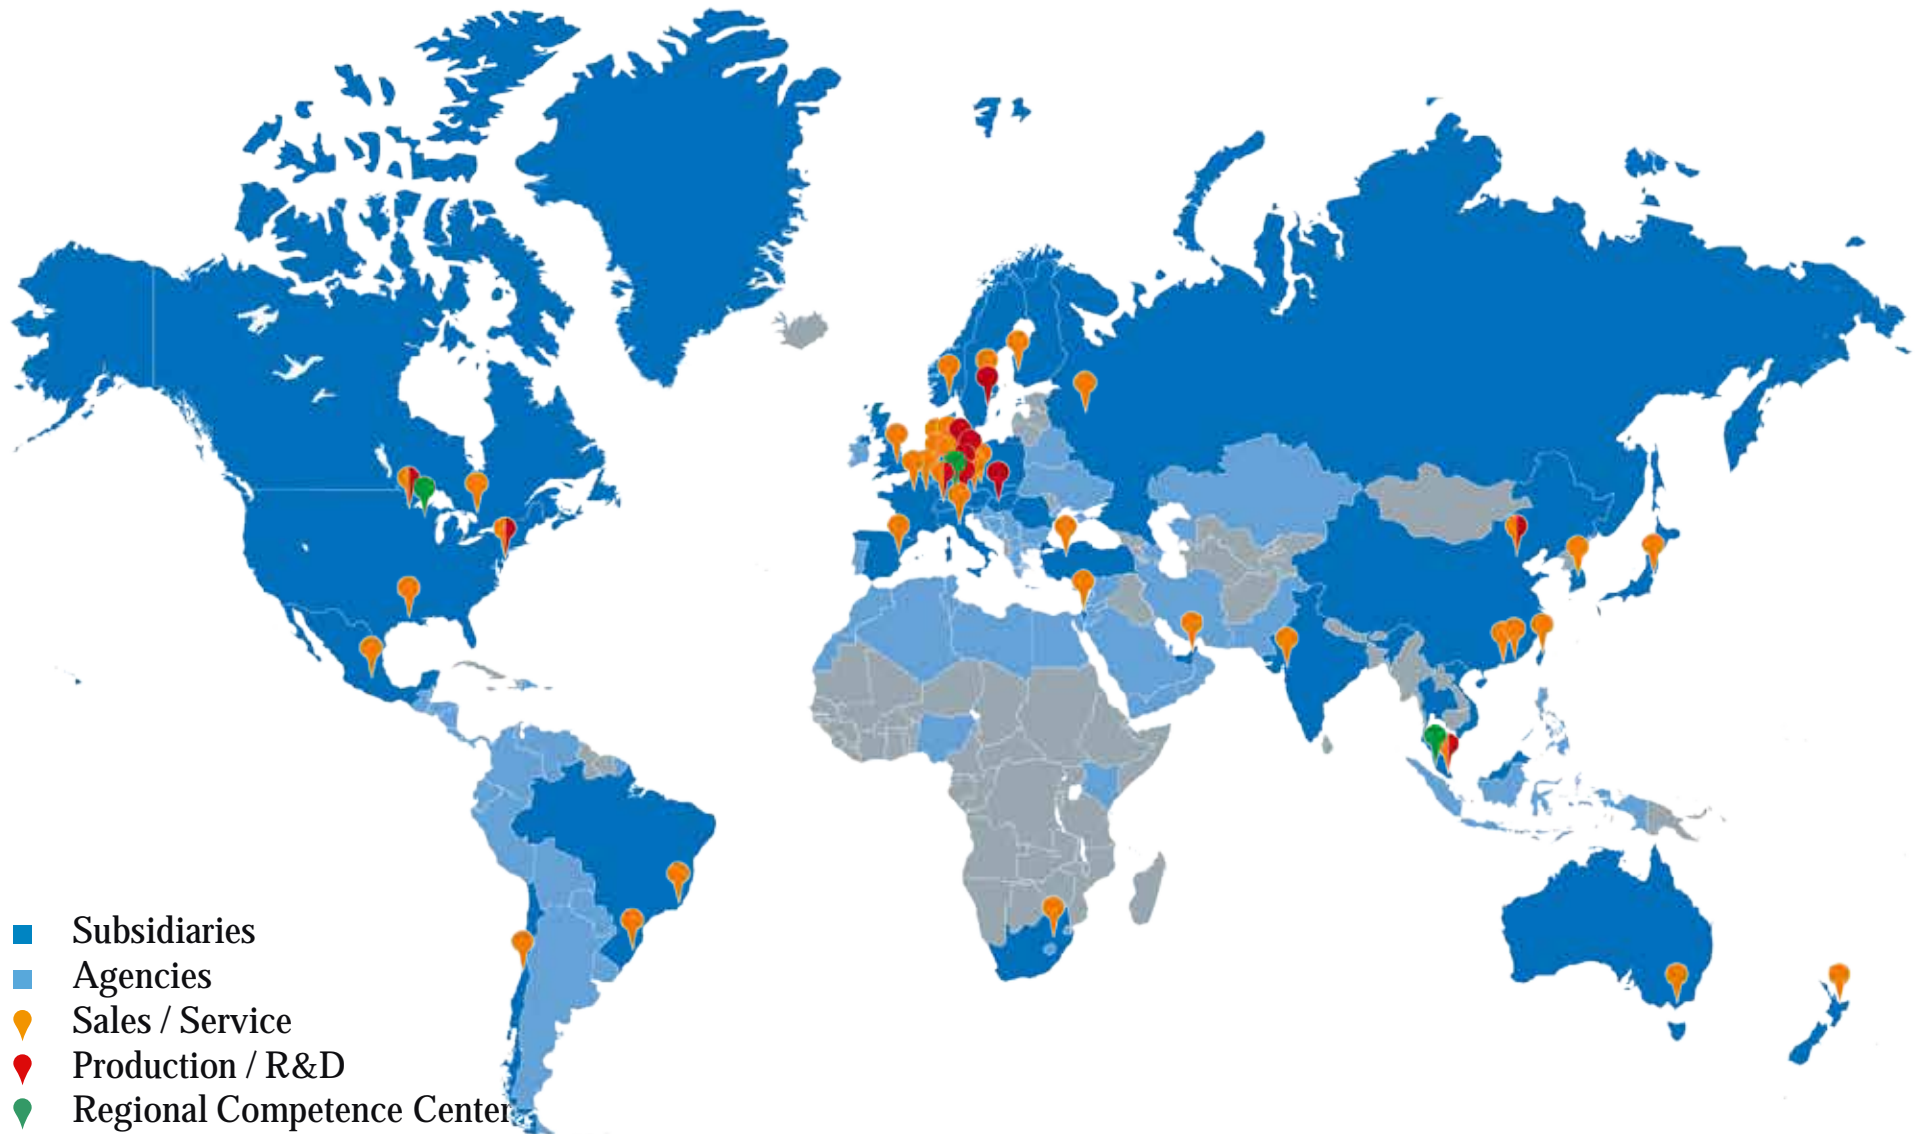 Subsidiaries
Agencies
Sales / Service
Production / R&D
Regional Competence Center